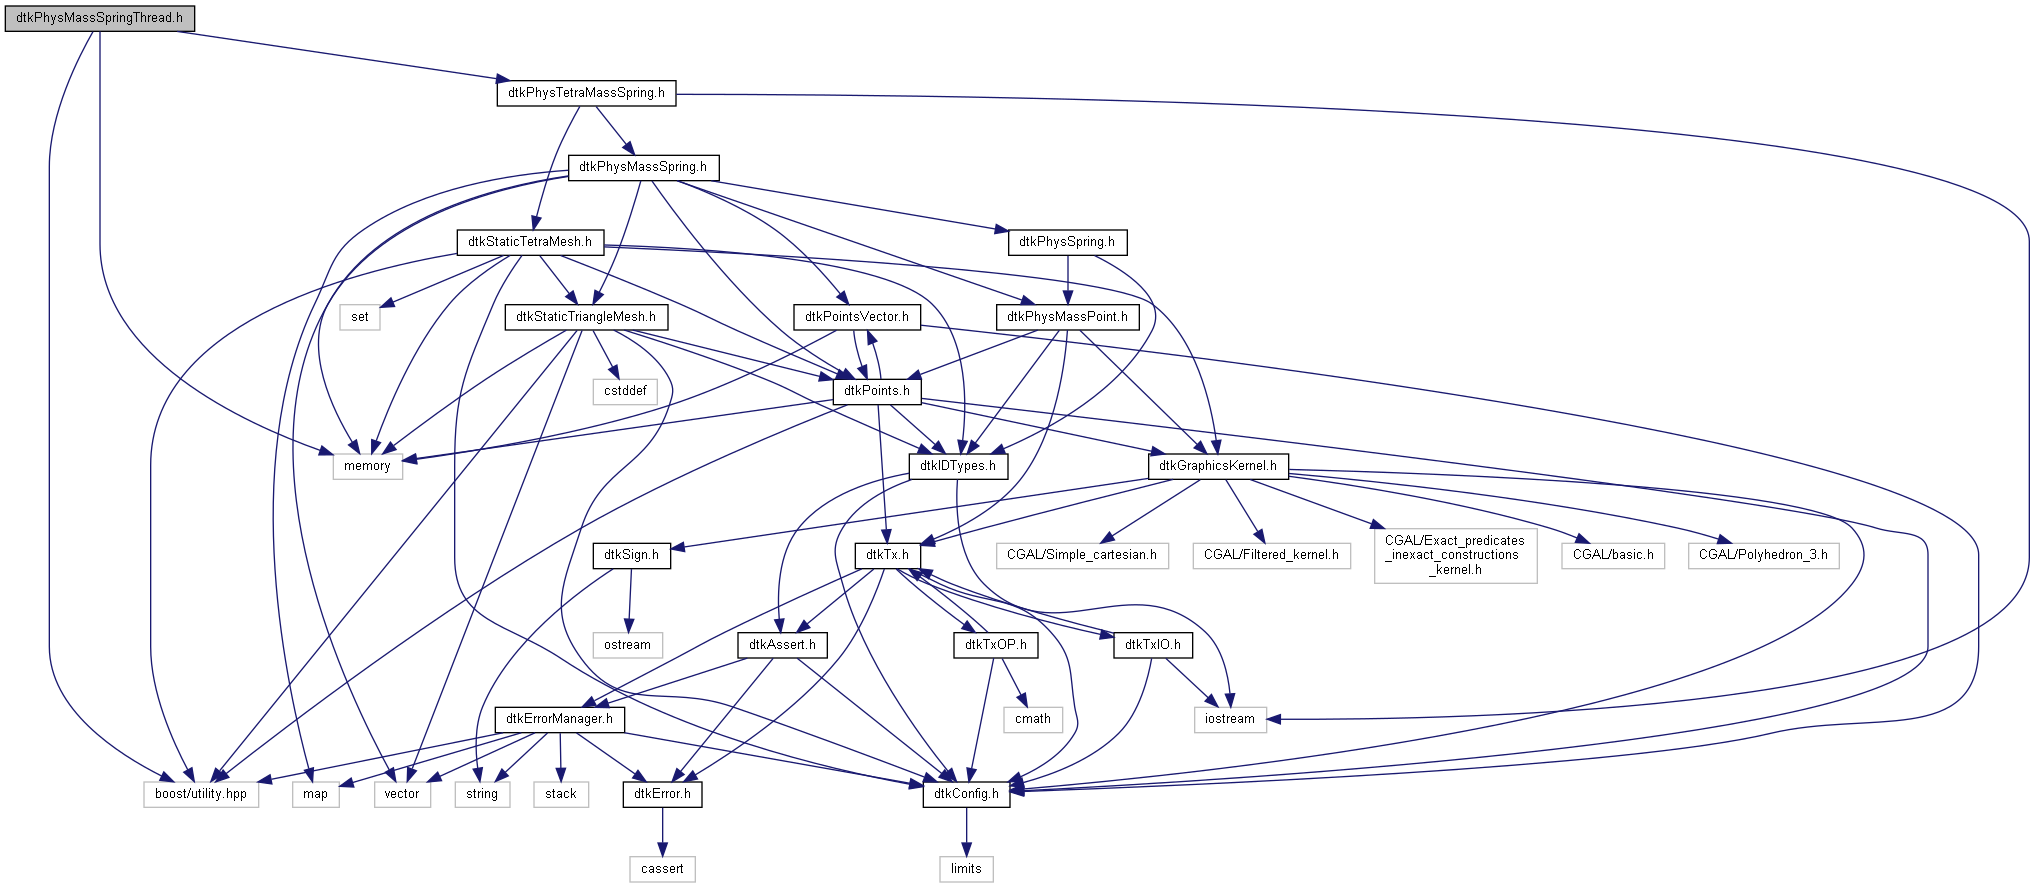 dtkPhysMassSpringThread.h
dtkPhysTetraMassSpring.h
dtkPhysMassSpring.h
dtkStaticTetraMesh.h
dtkPhysSpring.h
set
dtkStaticTriangleMesh.h
dtkPointsVector.h
dtkPhysMassPoint.h
cstddef
dtkPoints.h
memory
dtkIDTypes.h
dtkGraphicsKernel.h
dtkSign.h
dtkTx.h
CGAL/Simple_cartesian.h
CGAL/Filtered_kernel.h
CGAL/Exact_predicates
_inexact_constructions
_kernel.h
CGAL/basic.h
CGAL/Polyhedron_3.h
ostream
dtkAssert.h
dtkTxOP.h
dtkTxIO.h
dtkErrorManager.h
cmath
iostream
boost/utility.hpp
map
vector
string
stack
dtkError.h
dtkConfig.h
cassert
limits